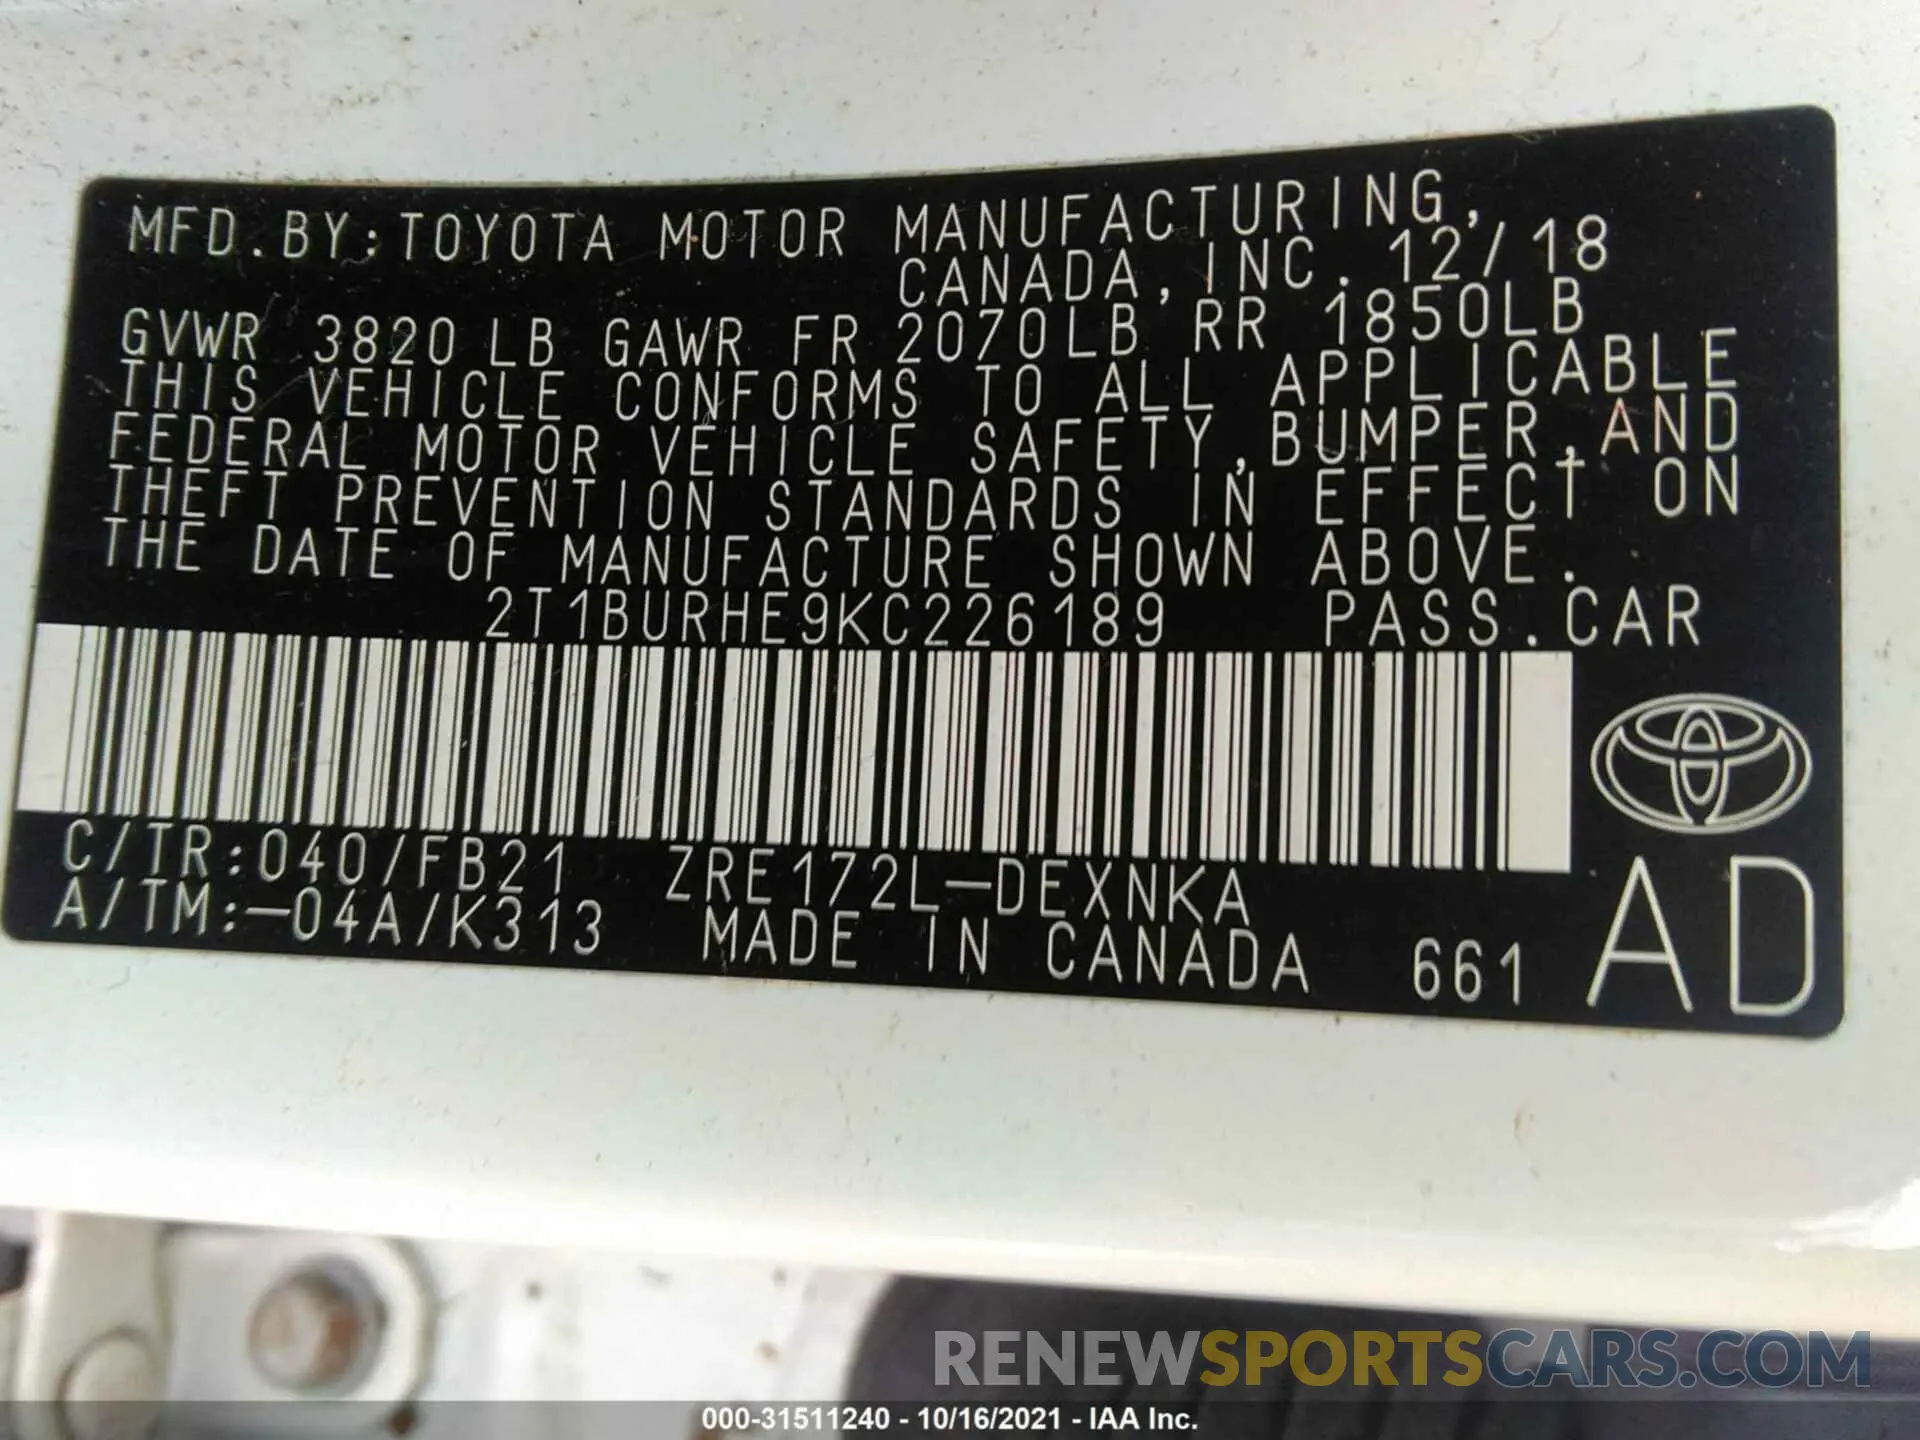 MFD.BY:TOYOTA MOTOR MANUFACTURING,
CANADA,INC. 12/18
GVWR 3820LB GAWR FR 2070LB RR 1850LB
THIS VEHICLE CONFORMS TO ALL APPLICABLE
FEDERAL MOTOR VEHICLE SAFETY,BUMPER,AND
THEFT PREVENTION STANDARDS IN EFFECT ON
THE DATE OF MANUFACTURE SHOWN ABOVE.
2T1BURHE9KC226189 PASS.CAR
C/TR:040/FB21 ZRE172L-DEXNKA
A/TM:-04A/K313 MADE IN CANADA 661 AD
RENEWSPORTSCARS.COM
000-31511240 - 10/16/2021 - IAA Inc.